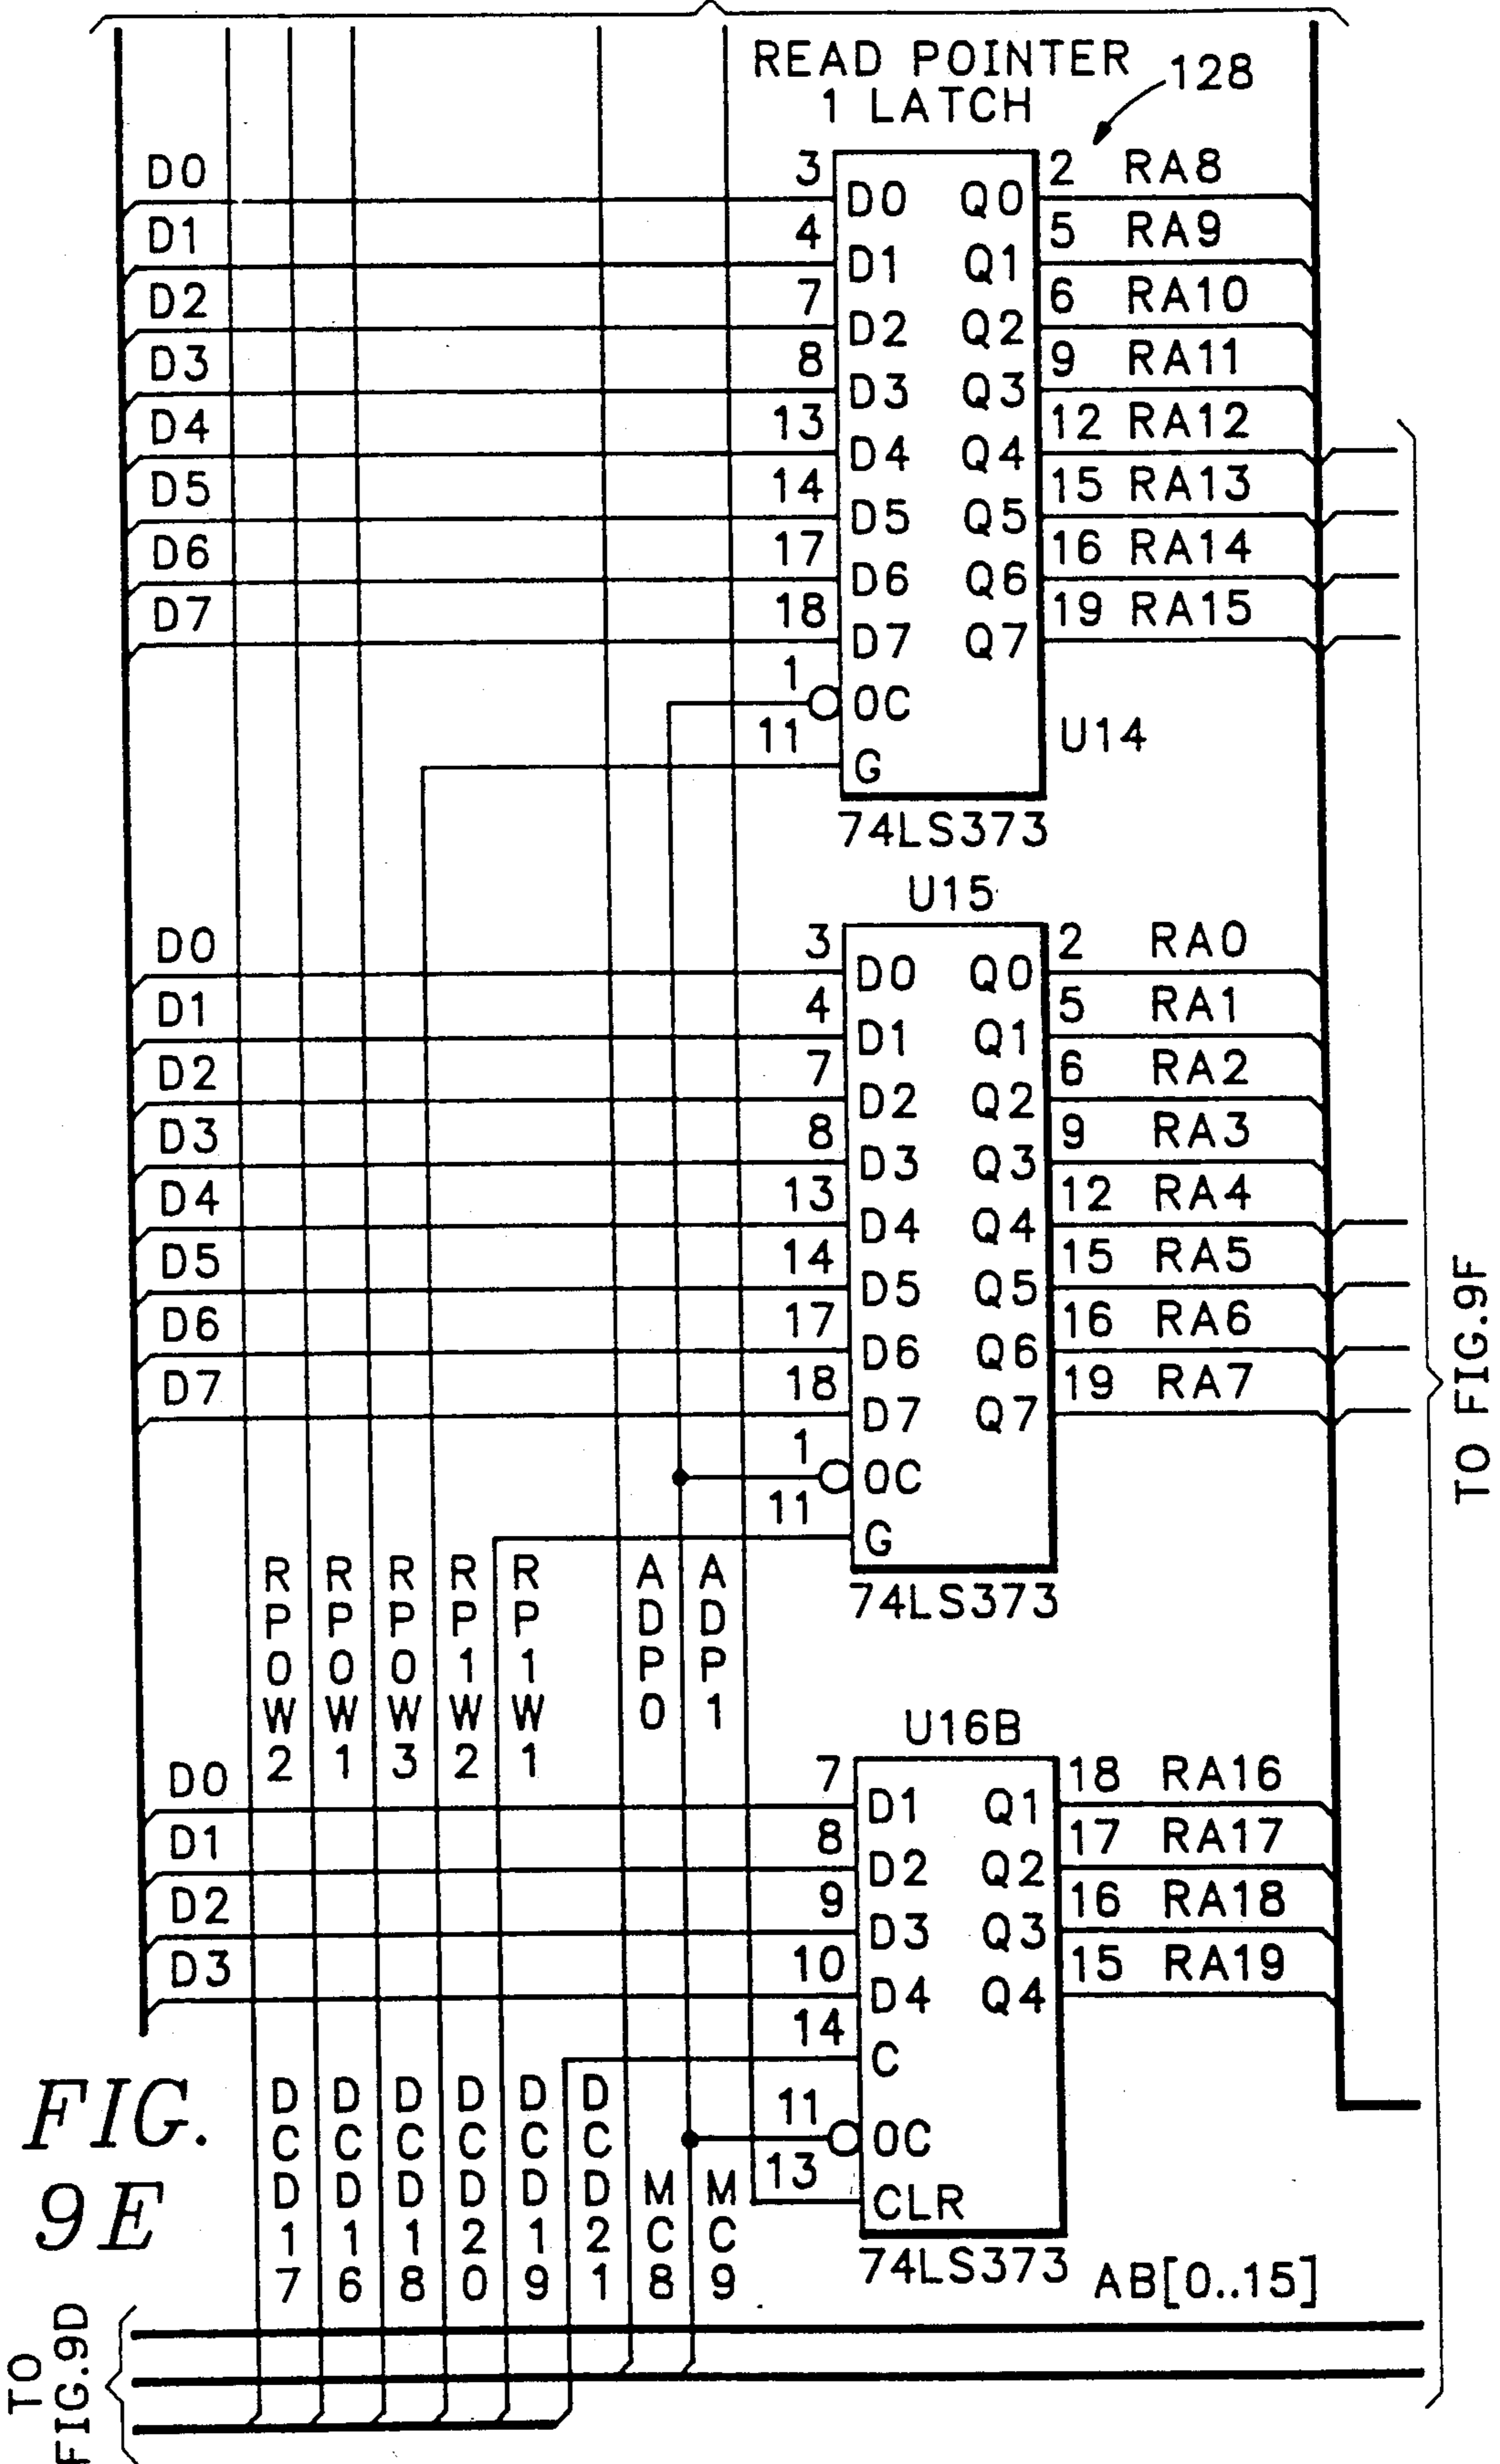 READ POINTER
1 LATCH
128
D0 3 D0 Q0 2 RA8
D1 4 D1 Q1 5 RA9
D2 7 D2 Q2 6 RA10
D3 8 D3 Q3 9 RA11
D4 13 D4 Q4 12 RA12
D5 14 D5 Q5 15 RA13
D6 17 D6 Q6 16 RA14
D7 18 D7 Q7 19 RA15
1 OC
11 G
U14
74LS373
U15
D0 3 D0 Q0 2 RA0
D1 4 D1 Q1 5 RA1
D2 7 D2 Q2 6 RA2
D3 8 D3 Q3 9 RA3
D4 13 D4 Q4 12 RA4
D5 14 D5 Q5 15 RA5
D6 17 D6 Q6 16 RA6
D7 18 D7 Q7 19 RA7
1 OC
11 G
74LS373
RP0W2
RP0W1
RP0W3
RP1W2
RP1W1
ADP0
ADP1
U16B
D0 7 D1 Q1 18 RA16
D1 8 D2 Q2 17 RA17
D2 9 D3 Q3 16 RA18
D3 10 D4 Q4 15 RA19
14 C
11 OC
13 CLR
74LS373
DCD17
DCD16
DCD18
DCD20
DCD19
DCD21
MC8
MC9
AB[0..15]
TO FIG.9F
FIG.
9E
TO
FIG.9D